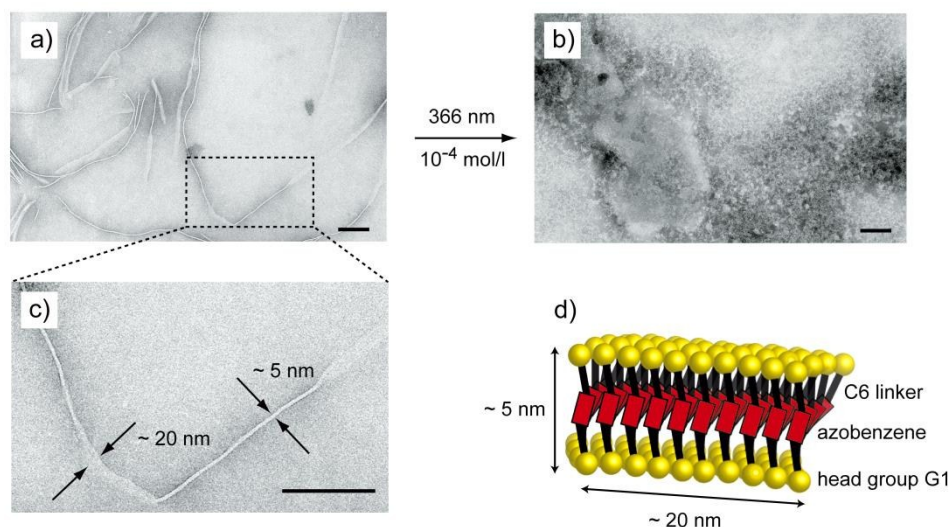 a)
b)
366 nm
10⁻⁴ mol/l
c)
~ 5 nm
~ 20 nm
d)
~ 5 nm
C6 linker
azobenzene
head group G1
~ 20 nm